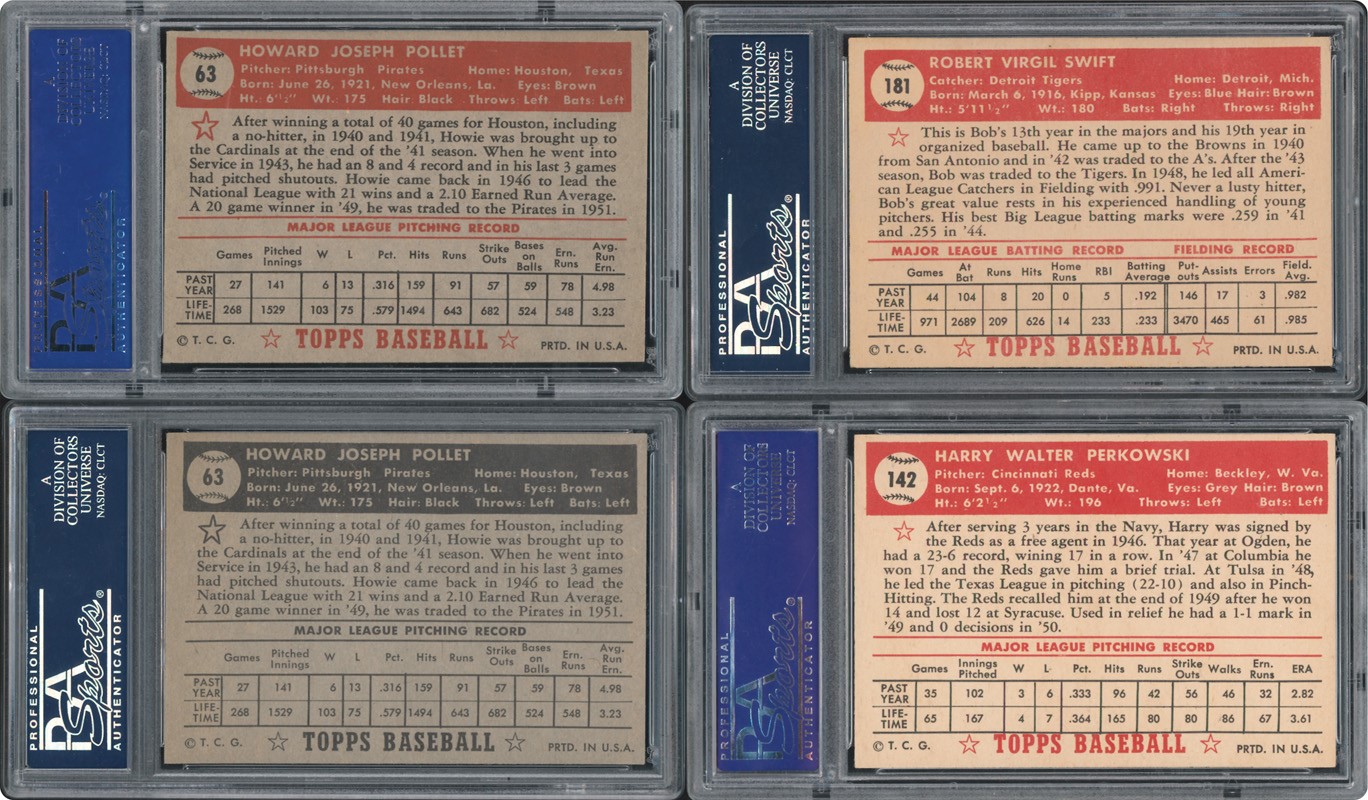 A
DIVISION OF
COLLECTORS
UNIVERSE
NASDAQ: CLCT
PROFESSIONAL
PSA
Sports®
AUTHENTICATOR
63
HOWARD JOSEPH POLLET
Pitcher: Pittsburgh Pirates Home: Houston, Texas
Born: June 26, 1921, New Orleans, La. Eyes: Brown
Ht.: 6'½" Wt.: 175 Hair: Black Throws: Left Bats: Left
After winning a total of 40 games for Houston, including
a no-hitter, in 1940 and 1941, Howie was brought up to
the Cardinals at the end of the '41 season. When he went into
Service in 1943, he had an 8 and 4 record and in his last 3 games
had pitched shutouts. Howie came back in 1946 to lead the
National League with 21 wins and a 2.10 Earned Run Average.
A 20 game winner in '49, he was traded to the Pirates in 1951.
MAJOR LEAGUE PITCHING RECORD
Games Pitched Innings W L Pct. Hits Runs Strike Outs Bases on Balls Ern. Runs Avg. Run Ern.
PAST YEAR 27 141 6 13 .316 159 91 57 59 78 4.98
LIFE-TIME 268 1529 103 75 .579 1494 643 682 524 548 3.23
© T. C. G. ☆ TOPPS BASEBALL ☆ PRTD. IN U.S.A.
A
DIVISION OF
COLLECTORS
UNIVERSE
NASDAQ: CLCT
PROFESSIONAL
PSA
Sports®
AUTHENTICATOR
181
ROBERT VIRGIL SWIFT
Catcher: Detroit Tigers Home: Detroit, Mich.
Born: March 6, 1916, Kipp, Kansas Eyes: Blue Hair: Brown
Ht.: 5'11½" Wt.: 180 Bats: Right Throws: Right
This is Bob's 13th year in the majors and his 19th year in
organized baseball. He came up to the Browns in 1940
from San Antonio and in '42 was traded to the A's. After the '43
season, Bob was traded to the Tigers. In 1948, he led all Ameri-
can League Catchers in Fielding with .991. Never a lusty hitter,
Bob's great value rests in his experienced handling of young
pitchers. His best Big League batting marks were .259 in '41
and .255 in '44.
MAJOR LEAGUE BATTING RECORD FIELDING RECORD
Games At Bat Runs Hits Home Runs RBI Batting Average Put-outs Assists Errors Field. Avg.
PAST YEAR 44 104 8 20 0 5 .192 146 17 3 .982
LIFE-TIME 971 2689 209 626 14 233 .233 3470 465 61 .985
© T. C. G. ☆ TOPPS BASEBALL ☆ PRTD. IN U.S.A.
A
DIVISION OF
COLLECTORS
UNIVERSE
NASDAQ: CLCT
PROFESSIONAL
PSA
Sports®
AUTHENTICATOR
63
HOWARD JOSEPH POLLET
Pitcher: Pittsburgh Pirates Home: Houston, Texas
Born: June 26, 1921, New Orleans, La. Eyes: Brown
Ht.: 6'½" Wt.: 175 Hair: Black Throws: Left Bats: Left
After winning a total of 40 games for Houston, including
a no-hitter, in 1940 and 1941, Howie was brought up to
the Cardinals at the end of the '41 season. When he went into
Service in 1943, he had an 8 and 4 record and in his last 3 games
had pitched shutouts. Howie came back in 1946 to lead the
National League with 21 wins and a 2.10 Earned Run Average.
A 20 game winner in '49, he was traded to the Pirates in 1951.
MAJOR LEAGUE PITCHING RECORD
Games Pitched Innings W L Pct. Hits Runs Strike Outs Bases on Balls Ern. Runs Avg. Run Ern.
PAST YEAR 27 141 6 13 .316 159 91 57 59 78 4.98
LIFE-TIME 268 1529 103 75 .579 1494 643 682 524 548 3.23
© T. C. G. ☆ TOPPS BASEBALL ☆ PRTD. IN U.S.A.
A
DIVISION OF
COLLECTORS
UNIVERSE
NASDAQ: CLCT
PROFESSIONAL
PSA
Sports®
AUTHENTICATOR
142
HARRY WALTER PERKOWSKI
Pitcher: Cincinnati Reds Home: Beckley, W. Va.
Born: Sept. 6, 1922, Dante, Va. Eyes: Grey Hair: Brown
Ht.: 6'2½" Wt.: 196 Throws: Left Bats: Left
After serving 3 years in the Navy, Harry was signed by
the Reds as a free agent in 1946. That year at Ogden, he
had a 23-6 record, wining 17 in a row. In '47 at Columbia he
won 17 and the Reds gave him a brief trial. At Tulsa in '48,
he led the Texas League in pitching (22-10) and also in Pinch-
Hitting. The Reds recalled him at the end of 1949 after he won
14 and lost 12 at Syracuse. Used in relief he had a 1-1 mark in
'49 and 0 decisions in '50.
MAJOR LEAGUE PITCHING RECORD
Games Innings Pitched W L Pct. Hits Runs Strike Outs Walks Ern. Runs ERA
PAST YEAR 35 102 3 6 .333 96 42 56 46 32 2.82
LIFE-TIME 65 167 4 7 .364 165 80 80 86 67 3.61
© T. C. G. ☆ TOPPS BASEBALL ☆ PRTD. IN U.S.A.